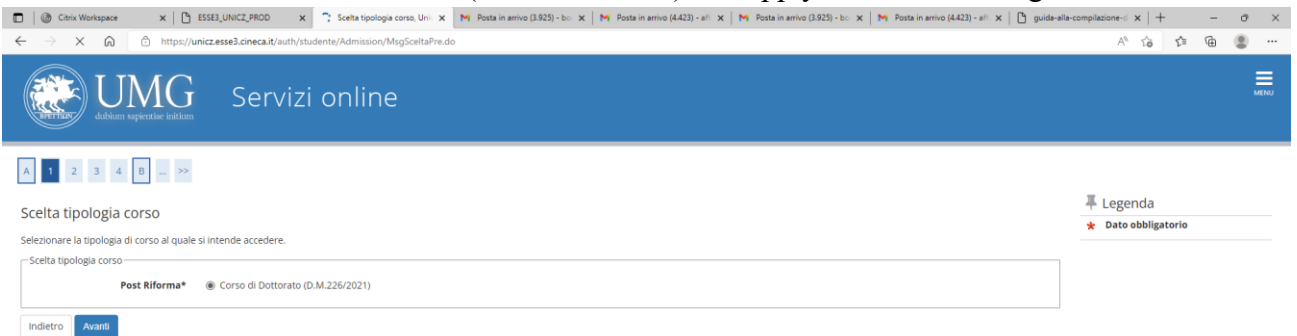 Citrix Workspace ESSE3_UNICZ_PROD Scelta tipologia corso, Uni Posta in arrivo (3.925) - bo Posta in arrivo (4.423) - aff Posta in arrivo (3.925) - bo Posta in arrivo (4.423) - aff guida-alla-compilazione-d
https://unicz.esse3.cineca.it/auth/studente/Admission/MsgSceltaPre.do
UMG
dubium sapientiae initium
Servizi online
MENU
A 1 2 3 4 B ... >>
Scelta tipologia corso
Selezionare la tipologia di corso al quale si intende accedere.
Scelta tipologia corso
Post Riforma* Corso di Dottorato (D.M.226/2021)
Indietro Avanti
Legenda
* Dato obbligatorio